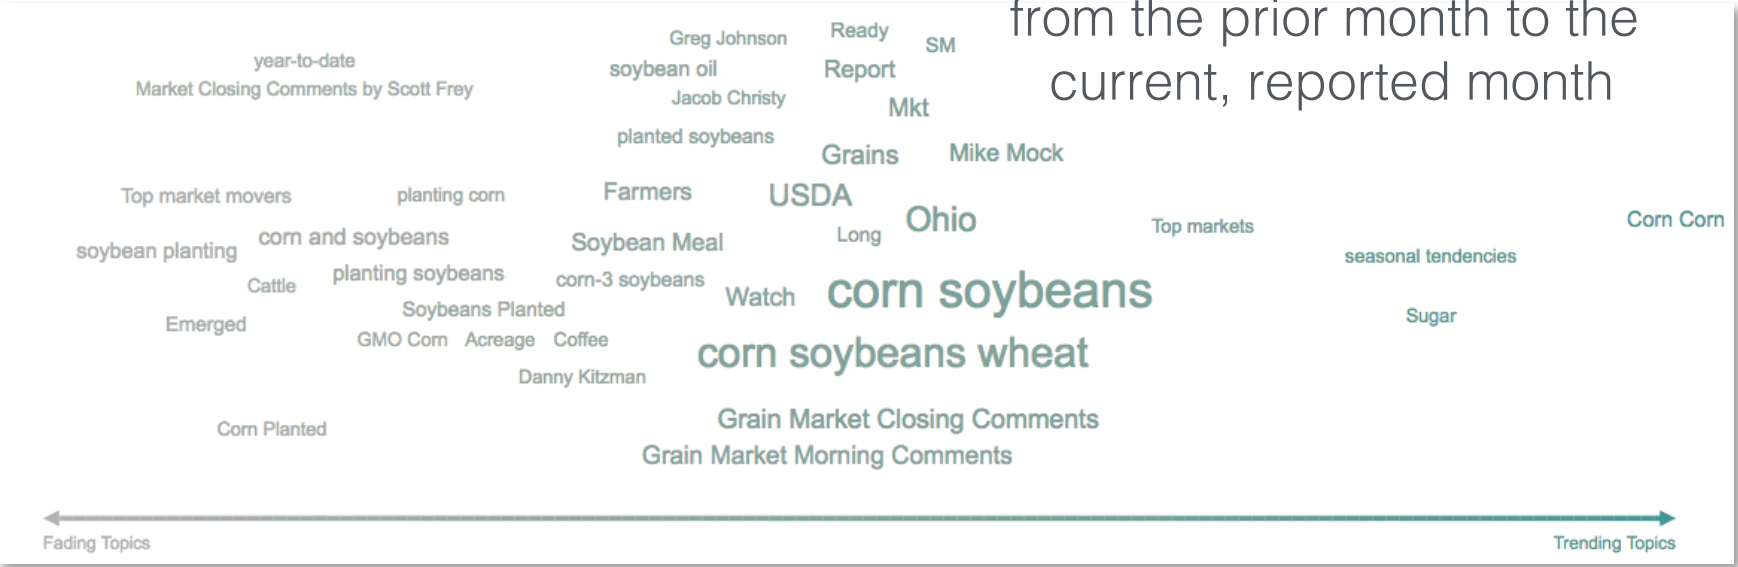 from the prior month to the
current, reported month
Greg Johnson
Ready
SM
year-to-date
soybean oil
Report
Market Closing Comments by Scott Frey
Jacob Christy
Mkt
planted soybeans
Grains
Mike Mock
Top market movers
planting corn
Farmers
USDA
Ohio
Corn Corn
Top markets
soybean planting
corn and soybeans
Soybean Meal
Long
seasonal tendencies
Cattle
planting soybeans
corn-3 soybeans
Watch
corn soybeans
Soybeans Planted
Sugar
Emerged
GMO Corn
Acreage
Coffee
corn soybeans wheat
Danny Kitzman
Corn Planted
Grain Market Closing Comments
Grain Market Morning Comments
Fading Topics
Trending Topics